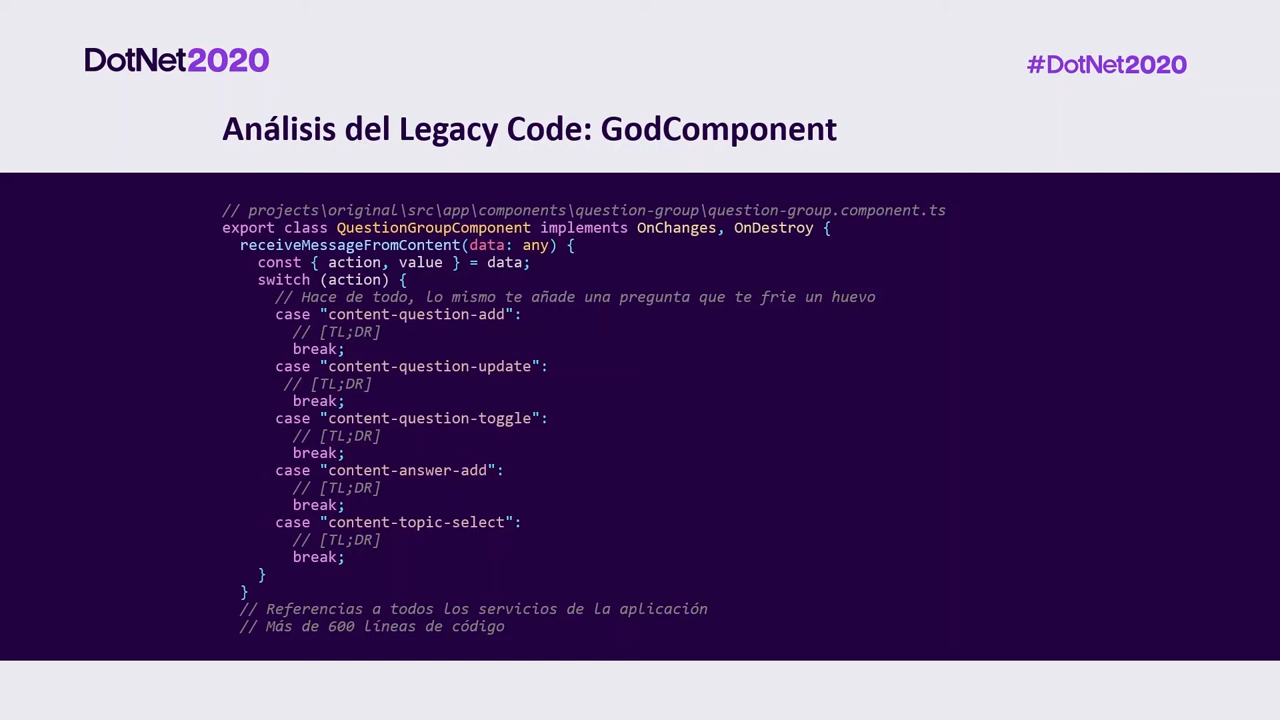 DotNet2020
#DotNet2020
Análisis del Legacy Code: GodComponent
// projects\original\src\app\components\question-group\question-group.component.ts
export class QuestionGroupComponent implements OnChanges, OnDestroy {
receiveMessageFromContent(data: any) {
const { action, value } = data;
switch (action) {
// Hace de todo, lo mismo te añade una pregunta que te frie un huevo
case "content-question-add":
// [TL;DR]
break;
case "content-question-update":
// [TL;DR]
break;
case "content-question-toggle":
// [TL;DR]
break;
case "content-answer-add":
// [TL;DR]
break;
case "content-topic-select":
// [TL;DR]
break;
}
}
// Referencias a todos los servicios de la aplicación
// Más de 600 líneas de código